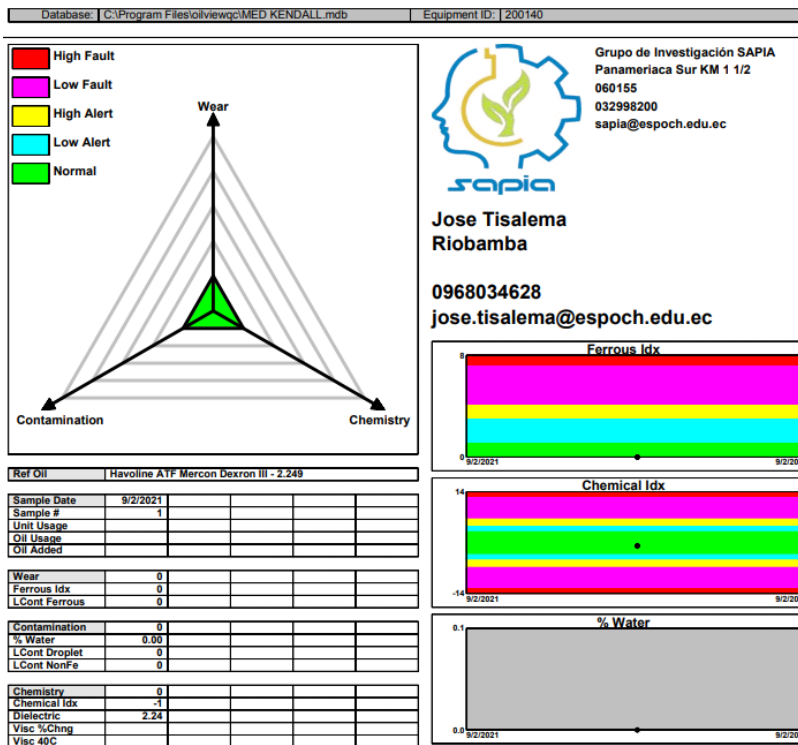 Database: C:\Program Files\oilviewqc\MED KENDALL.mdb Equipment ID: 200140
High Fault
Low Fault
High Alert
Low Alert
Normal
Wear
Contamination
Chemistry
sapia
Grupo de Investigación SAPIA
Panameriaca Sur KM 1 1/2
060155
032998200
sapia@espoch.edu.ec
Jose Tisalema
Riobamba
0968034628
jose.tisalema@espoch.edu.ec
Ref Oil Havoline ATF Mercon Dexron III - 2.249
Sample Date 9/2/2021
Sample # 1
Unit Usage
Oil Usage
Oil Added
Wear 0
Ferrous Idx 0
LCont Ferrous 0
Contamination 0
% Water 0.00
LCont Droplet 0
LCont NonFe 0
Chemistry 0
Chemical Idx -1
Dielectric 2.24
Visc %Chng
Visc 40C
Ferrous Idx
8
0
9/2/2021 9/2/20
Chemical Idx
14
-14
9/2/2021 9/2/20
% Water
0.1
0.0
9/2/2021 9/2/20